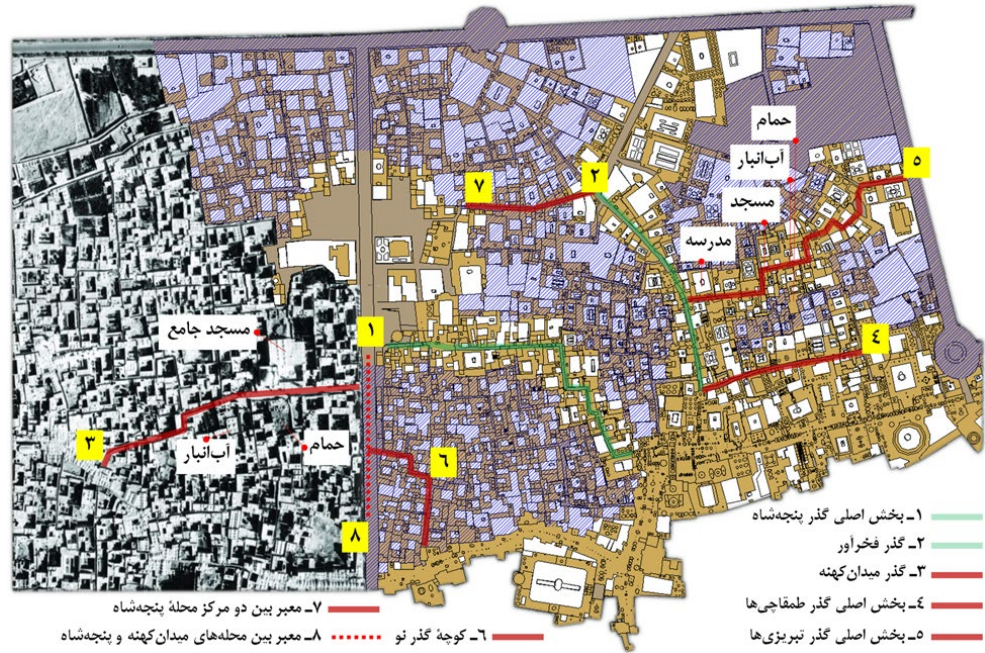 حمام
آب‌انبار
مسجد
مدرسه
۵
۲
۷
۱
مسجد جامع
۴
۳
آب‌انبار
حمام
۶
۸
۱ـ بخش اصلی گذر پنجه‌شاه
۲ـ گذر فخرآور
۳ـ گذر میدان‌کهنه
۴ـ بخش اصلی گذر طمقاچی‌ها
۵ـ بخش اصلی گذر تبریزی‌ها
۶ـ کوچهٔ گذر نو
۷ـ معبر بین دو مرکز محلهٔ پنجه‌شاه
۸ـ معبر بین محله‌های میدان‌کهنه و پنجه‌شاه